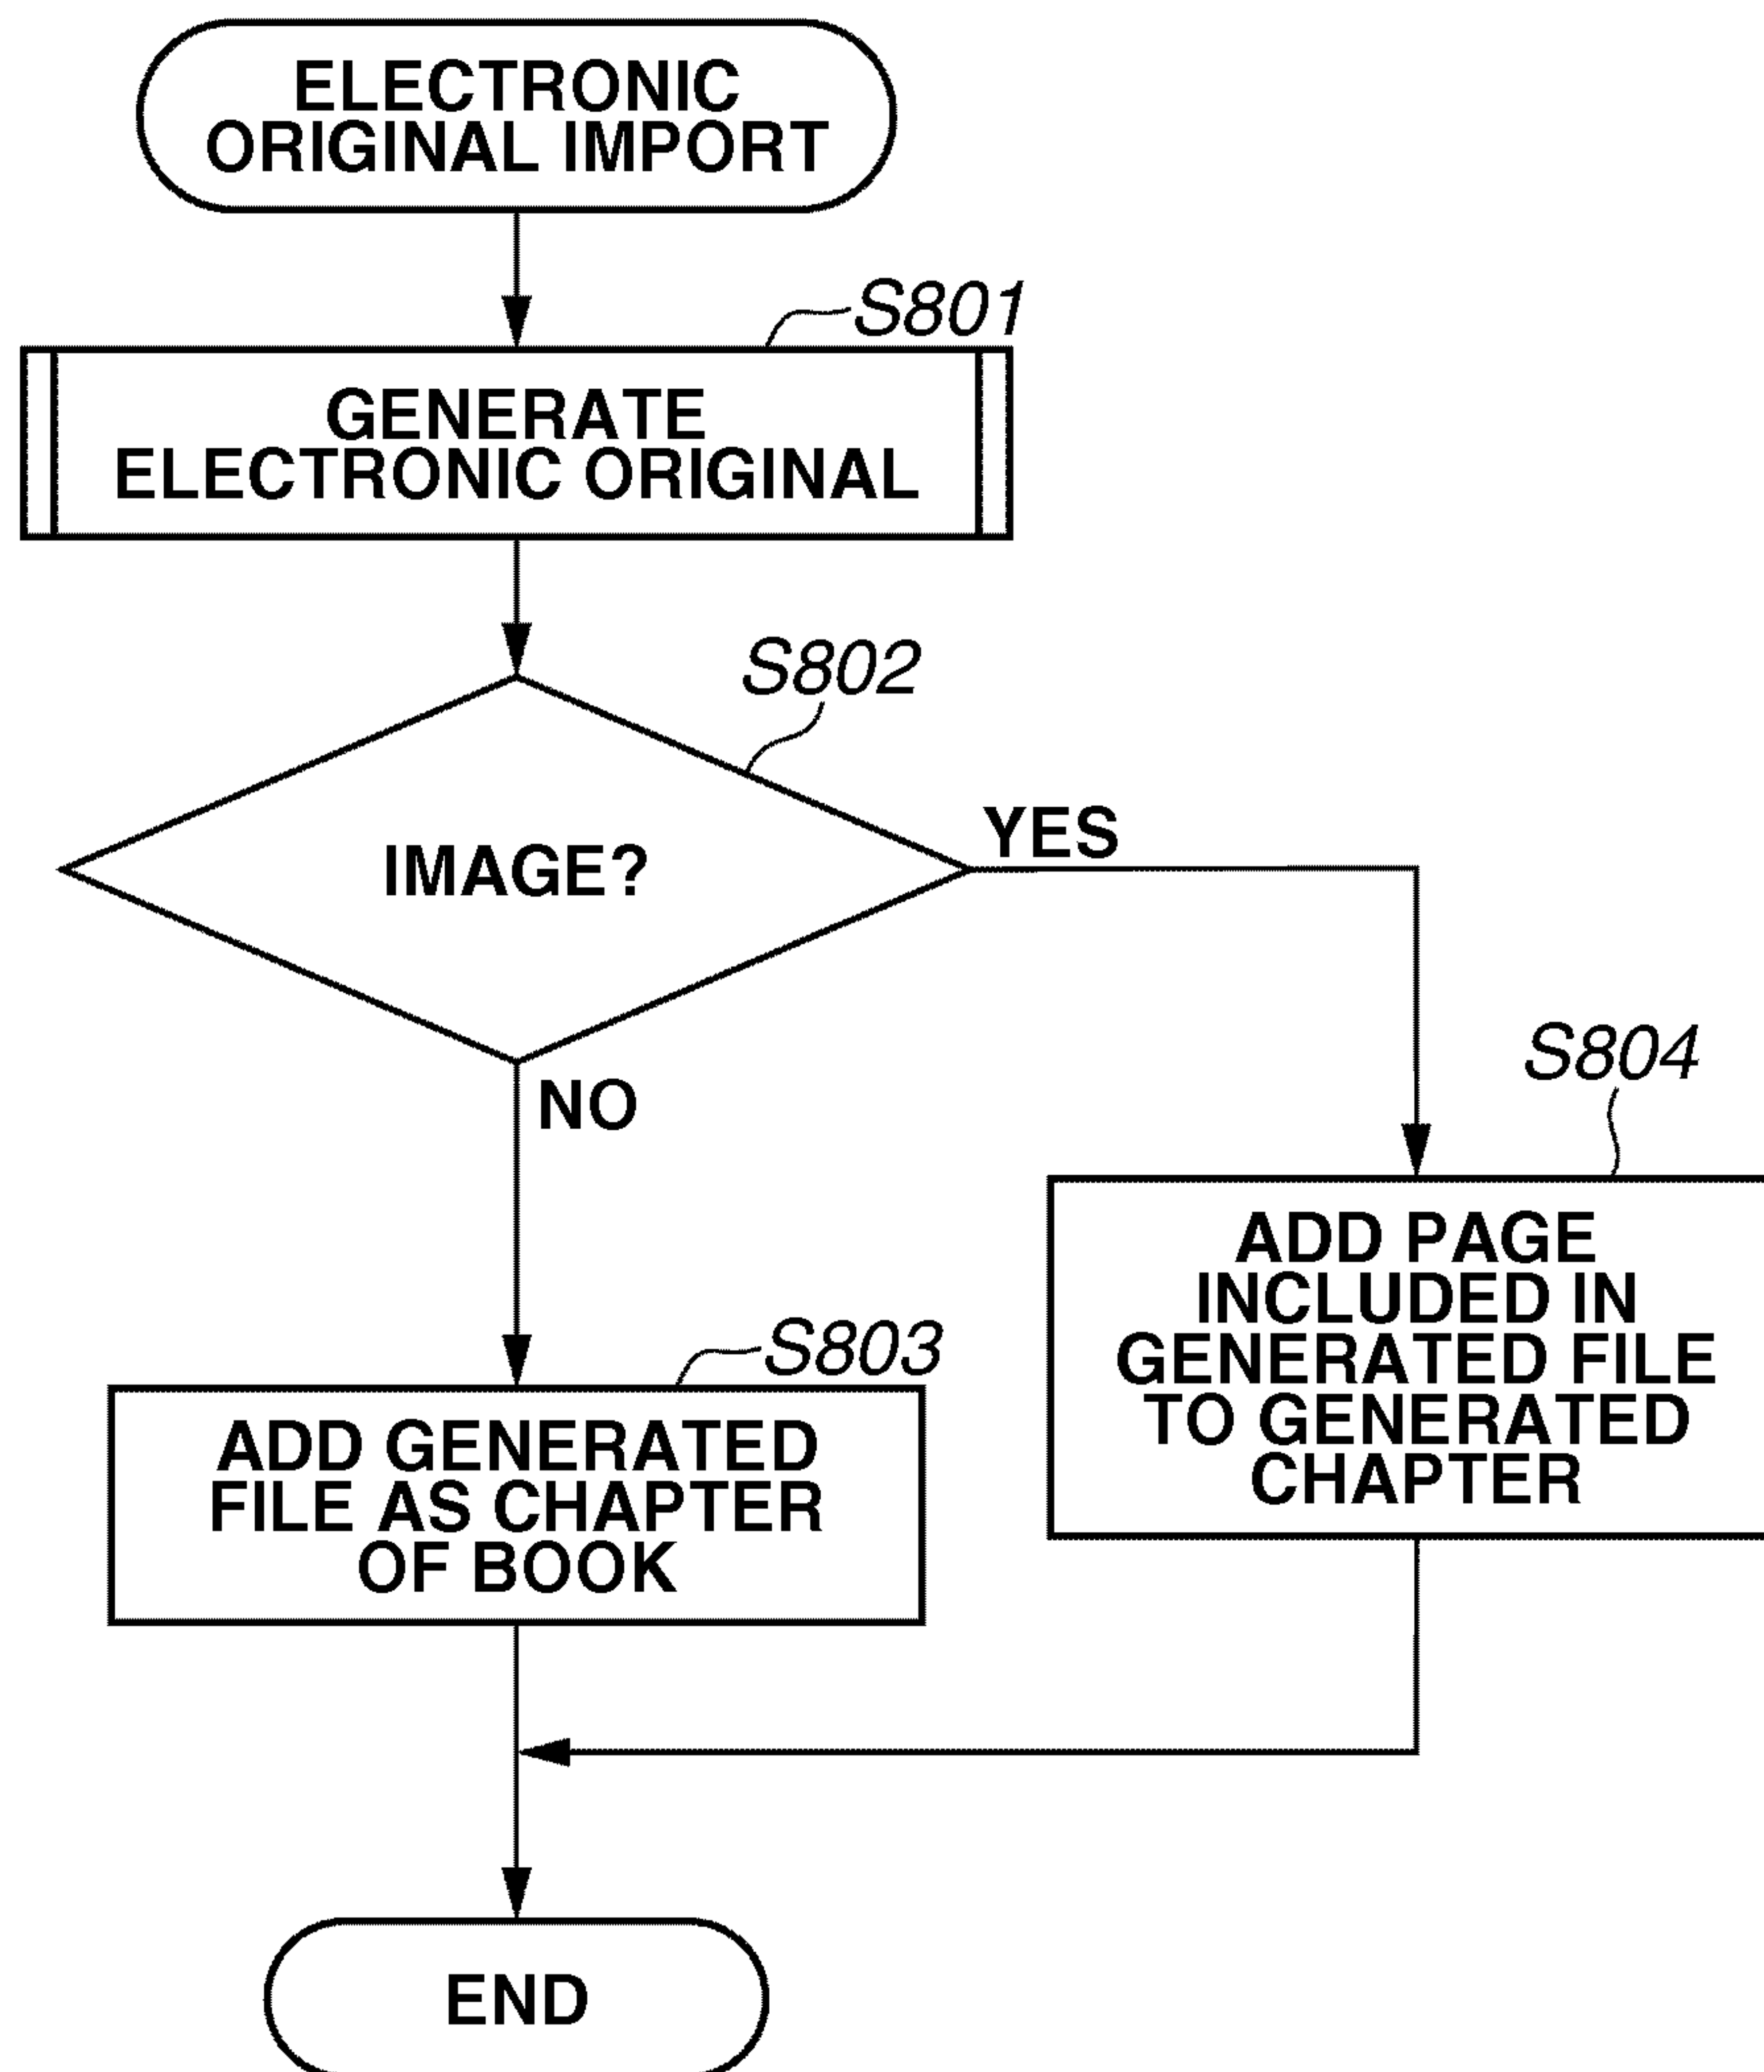 ELECTRONIC
ORIGINAL IMPORT
S801
GENERATE
ELECTRONIC ORIGINAL
S802
IMAGE?
YES
NO
S804
ADD PAGE
INCLUDED IN
GENERATED FILE
TO GENERATED
CHAPTER
S803
ADD GENERATED
FILE AS CHAPTER
OF BOOK
END